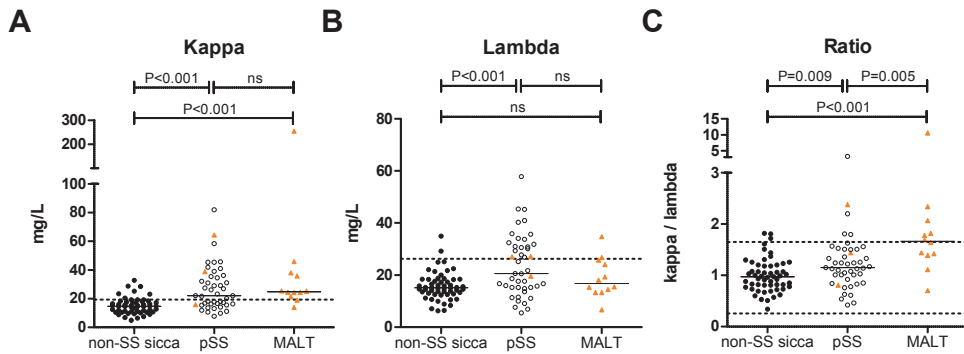 A
Kappa
P<0.001
ns
P<0.001
300
200
100
80
60
40
20
0
mg/L
non-SS sicca
pSS
MALT
B
Lambda
P<0.001
ns
ns
80
60
40
20
0
mg/L
non-SS sicca
pSS
MALT
C
Ratio
P=0.009
P=0.005
P<0.001
15
10
5
3
2
1
0
kappa / lambda
non-SS sicca
pSS
MALT